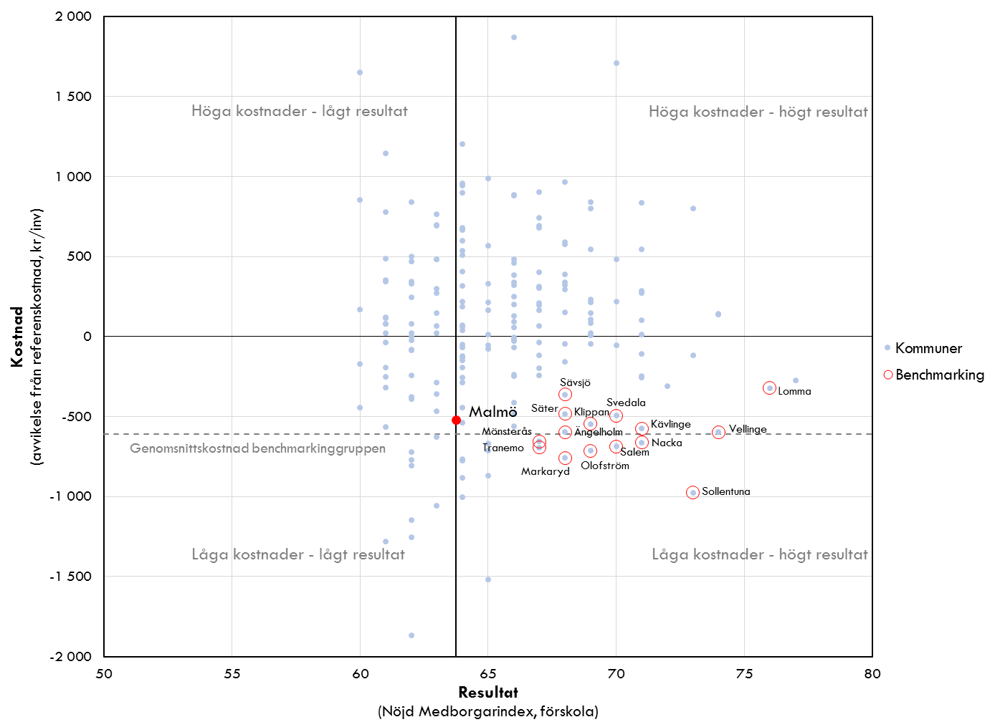 2 000
1 500
1 000
500
0
-500
-1 000
-1 500
-2 000
Kostnad
(avvikelse från referenskostnad, kr/inv)
Höga kostnader - lågt resultat
Höga kostnader - högt resultat
Sävsjö
Lomma
Svedala
Säter
Klippan
Malmö
Kävlinge
Vellinge
Mönsterås
Ängelholm
Nacka
Tranemo
Genomsnittskostnad benchmarkinggruppen
Salem
Olofström
Markaryd
Sollentuna
Låga kostnader - lågt resultat
Låga kostnader - högt resultat
Kommuner
Benchmarking
50
55
60
65
70
75
80
Resultat
(Nöjd Medborgarindex, förskola)